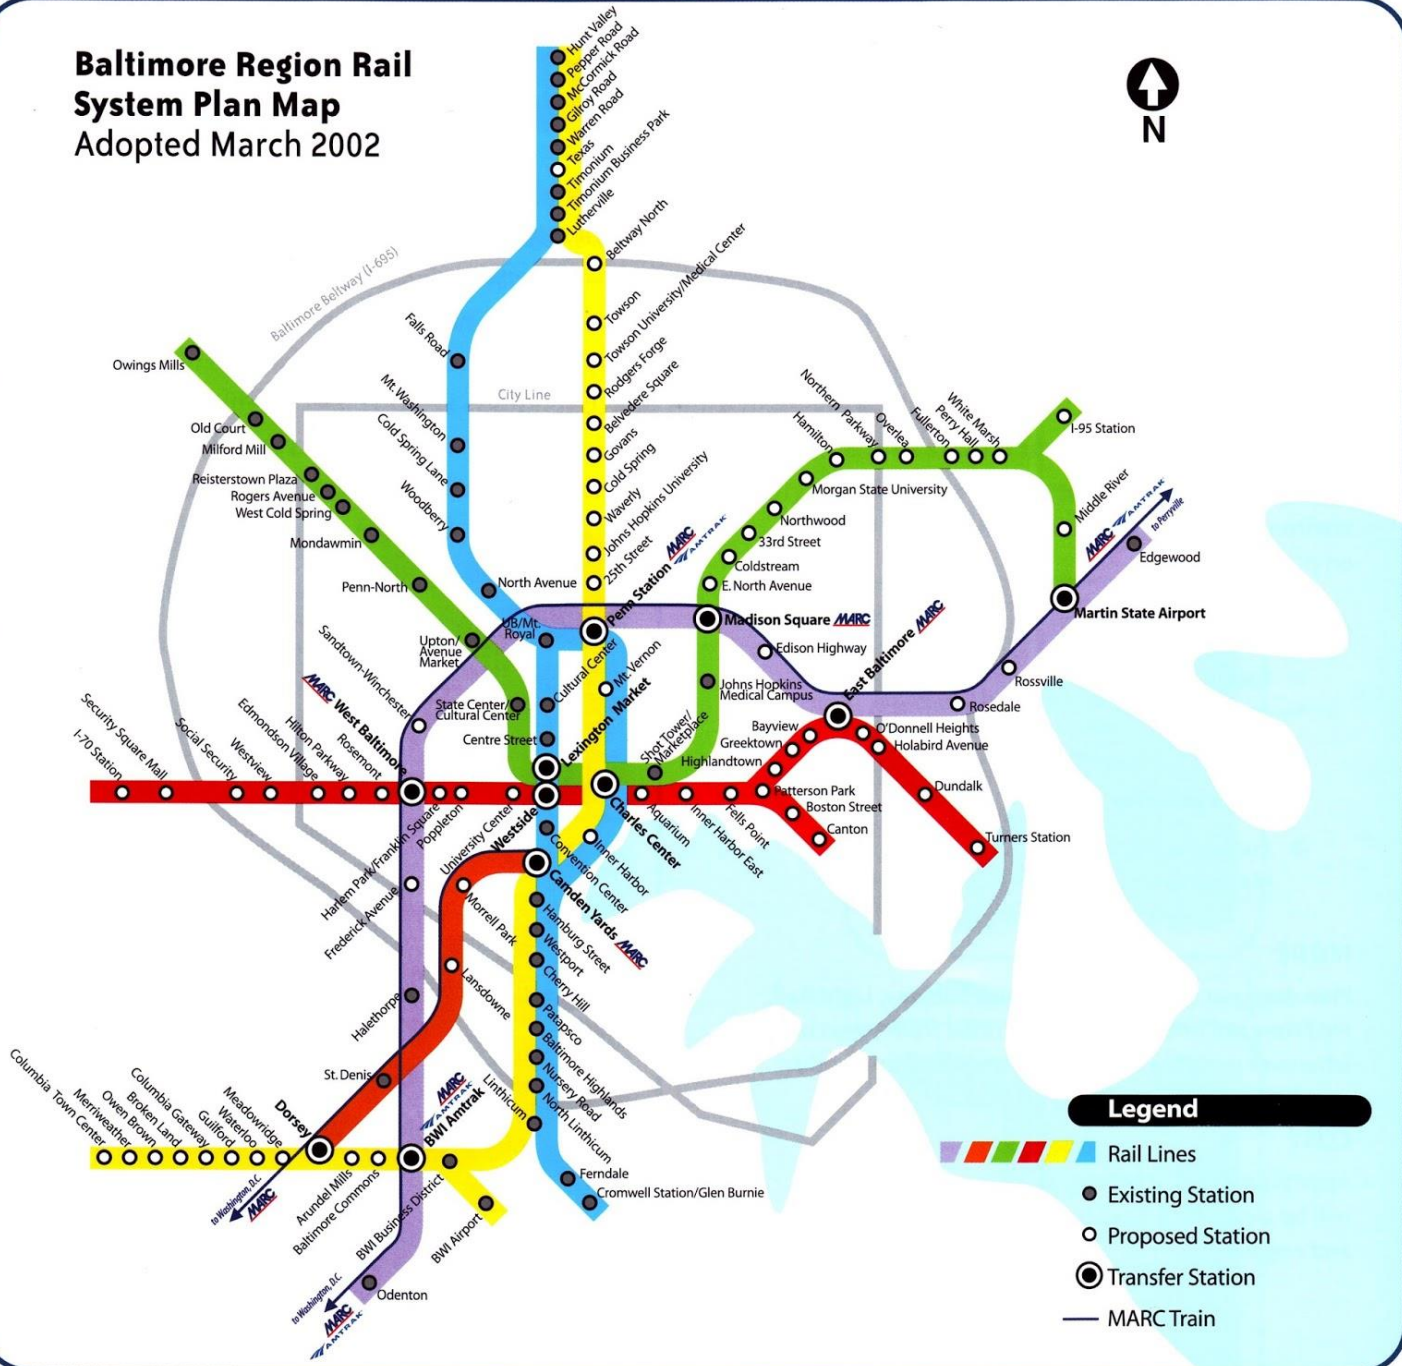 Baltimore Region Rail
System Plan Map
Adopted March 2002
N
Hunt Valley
Pepper Road
McCormick Road
Gilroy Road
Warren Road
Texas
Timonium
Timonium Business Park
Lutherville
Beltway North
Baltimore Beltway (I-695)
Towson
Towson University/Medical Center
Rodgers Forge
Belvedere Square
Govans
Cold Spring
Waverly
Johns Hopkins University
25th Street
Penn Station
MARC
AMTRAK
Falls Road
Mt. Washington
Cold Spring Lane
Woodberry
North Avenue
City Line
Owings Mills
Old Court
Milford Mill
Reisterstown Plaza
Rogers Avenue
West Cold Spring
Mondawmin
Penn-North
Upton/
Avenue
Market
State Center/
Cultural Center
UB/Mt.
Royal
Cultural Center
Mt. Vernon
Centre Street
Lexington Market
Northern Parkway
Hamilton
Overlea
Fullerton
Perry Hall
White Marsh
I-95 Station
Morgan State University
Northwood
33rd Street
Coldstream
E. North Avenue
Middle River
MARC
AMTRAK
to Perryville
Edgewood
Martin State Airport
Madison Square
MARC
Edison Highway
East Baltimore
MARC
Rossville
Rosedale
Johns Hopkins
Medical Campus
Shot Tower/
Marketplace
Sandtown-Winchester
MARC
West Baltimore
I-70 Station
Security Square Mall
Social Security
Westview
Edmondson Village
Hilton Parkway
Rosemont
Harlem Park/Franklin Square
Poppleton
University Center
Westside
Charles Center
Aquarium
Inner Harbor East
Fells Point
Patterson Park
Boston Street
Canton
Highlandtown
Greektown
Bayview
O'Donnell Heights
Holabird Avenue
Dundalk
Turners Station
Inner Harbor
Convention Center
Camden Yards
MARC
Hamburg Street
Westport
Cherry Hill
Patapsco
Baltimore Highlands
Nursery Road
North Linthicum
Linthicum
Ferndale
Cromwell Station/Glen Burnie
Frederick Avenue
Morrell Park
Lansdowne
Halethorpe
St. Denis
Dorsey
MARC
AMTRAK
BWI Amtrak
Columbia Town Center
Merriweather
Owen Brown
Broken Land
Columbia Gateway
Guilford
Waterloo
Meadowridge
to Washington, D.C.
MARC
Arundel Mills
Baltimore Commons
BWI Business District
BWI Airport
Odenton
to Washington, D.C.
MARC
AMTRAK
Legend
Rail Lines
Existing Station
Proposed Station
Transfer Station
MARC Train